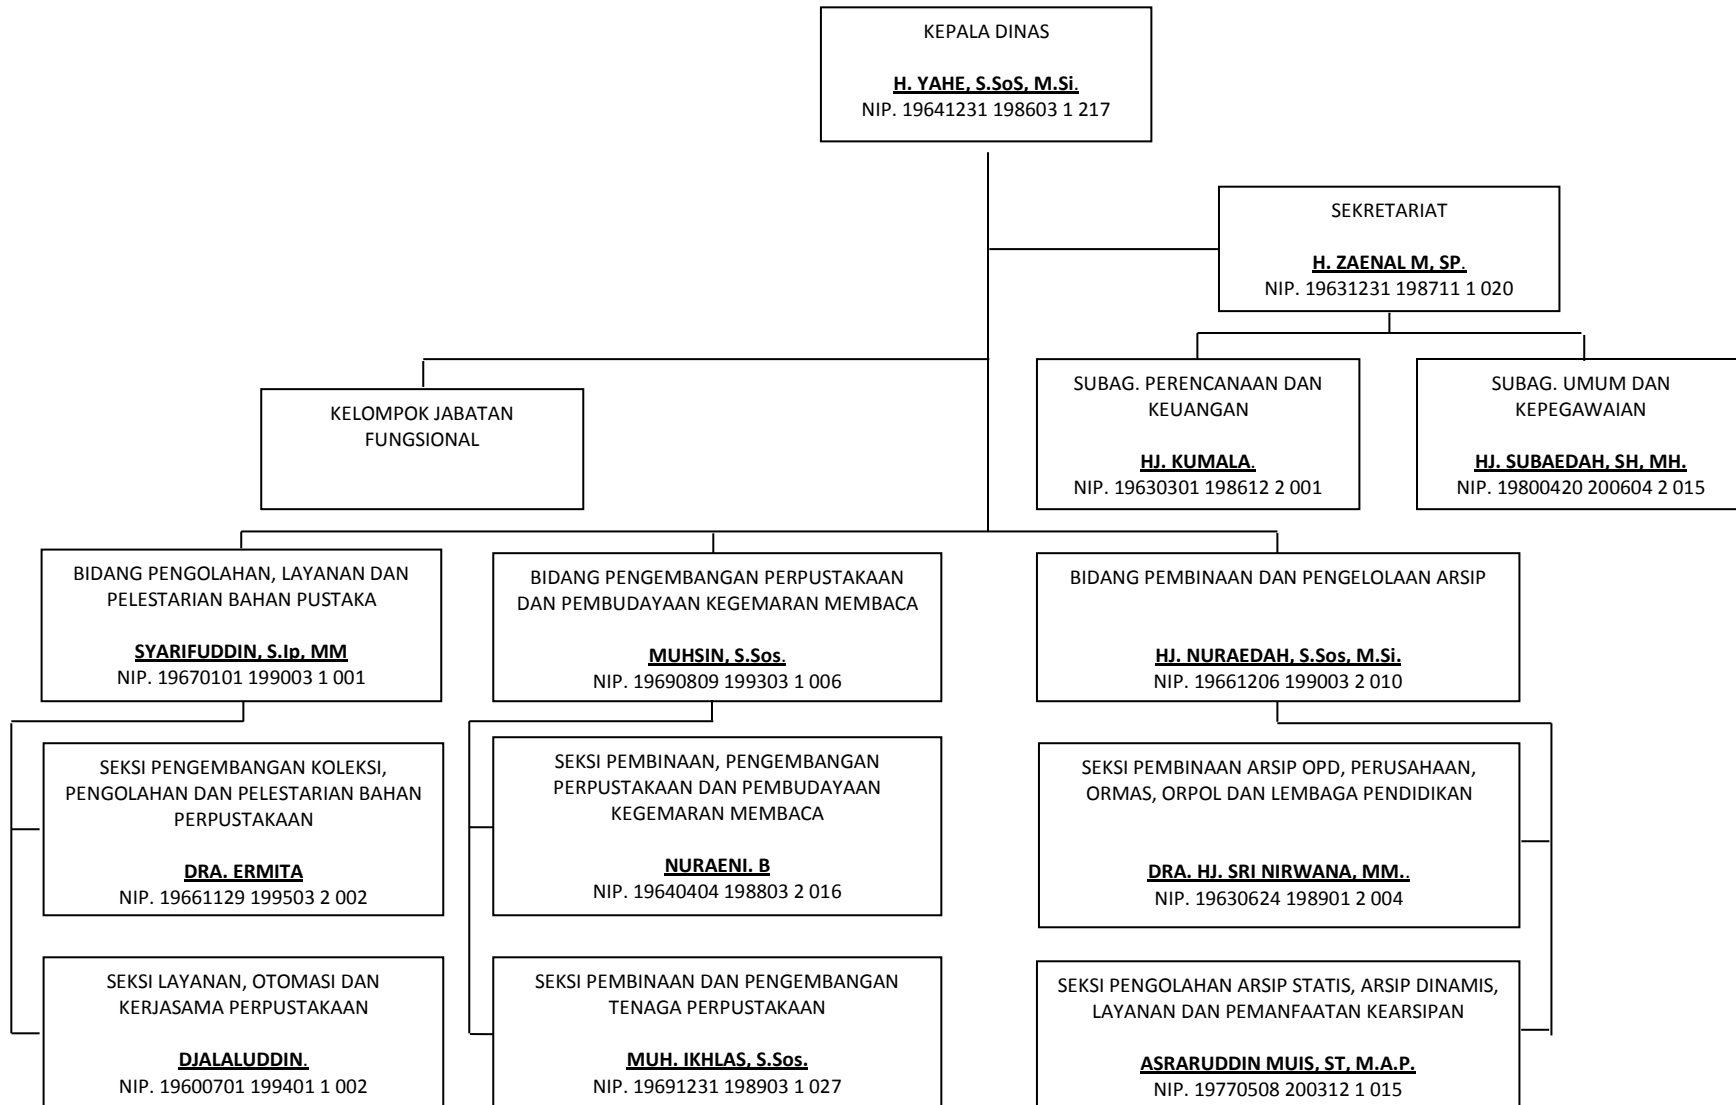 KEPALA DINAS
H. YAHE, S.SoS, M.Si.
NIP. 19641231 198603 1 217
SEKRETARIAT
H. ZAENAL M, SP.
NIP. 19631231 198711 1 020
KELOMPOK JABATAN
FUNGSIONAL
SUBAG. PERENCANAAN DAN
KEUANGAN
HJ. KUMALA.
NIP. 19630301 198612 2 001
SUBAG. UMUM DAN
KEPEGAWAIAN
HJ. SUBAEDAH, SH, MH.
NIP. 19800420 200604 2 015
BIDANG PENGOLAHAN, LAYANAN DAN
PELESTARIAN BAHAN PUSTAKA
SYARIFUDDIN, S.Ip, MM
NIP. 19670101 199003 1 001
BIDANG PENGEMBANGAN PERPUSTAKAAN
DAN PEMBUDAYAAN KEGEMARAN MEMBACA
MUHSIN, S.Sos.
NIP. 19690809 199303 1 006
BIDANG PEMBINAAN DAN PENGELOLAAN ARSIP
HJ. NURAEDAH, S.Sos, M.Si.
NIP. 19661206 199003 2 010
SEKSI PENGEMBANGAN KOLEKSI,
PENGOLAHAN DAN PELESTARIAN BAHAN
PERPUSTAKAAN
DRA. ERMITA
NIP. 19661129 199503 2 002
SEKSI PEMBINAAN, PENGEMBANGAN
PERPUSTAKAAN DAN PEMBUDAYAAN
KEGEMARAN MEMBACA
NURAENI. B
NIP. 19640404 198803 2 016
SEKSI PEMBINAAN ARSIP OPD, PERUSAHAAN,
ORMAS, ORPOL DAN LEMBAGA PENDIDIKAN
DRA. HJ. SRI NIRWANA, MM..
NIP. 19630624 198901 2 004
SEKSI LAYANAN, OTOMASI DAN
KERJASAMA PERPUSTAKAAN
DJALALUDDIN.
NIP. 19600701 199401 1 002
SEKSI PEMBINAAN DAN PENGEMBANGAN
TENAGA PERPUSTAKAAN
MUH. IKHLAS, S.Sos.
NIP. 19691231 198903 1 027
SEKSI PENGOLAHAN ARSIP STATIS, ARSIP DINAMIS,
LAYANAN DAN PEMANFAATAN KEARSIPAN
ASRARUDDIN MUIS, ST, M.A.P.
NIP. 19770508 200312 1 015